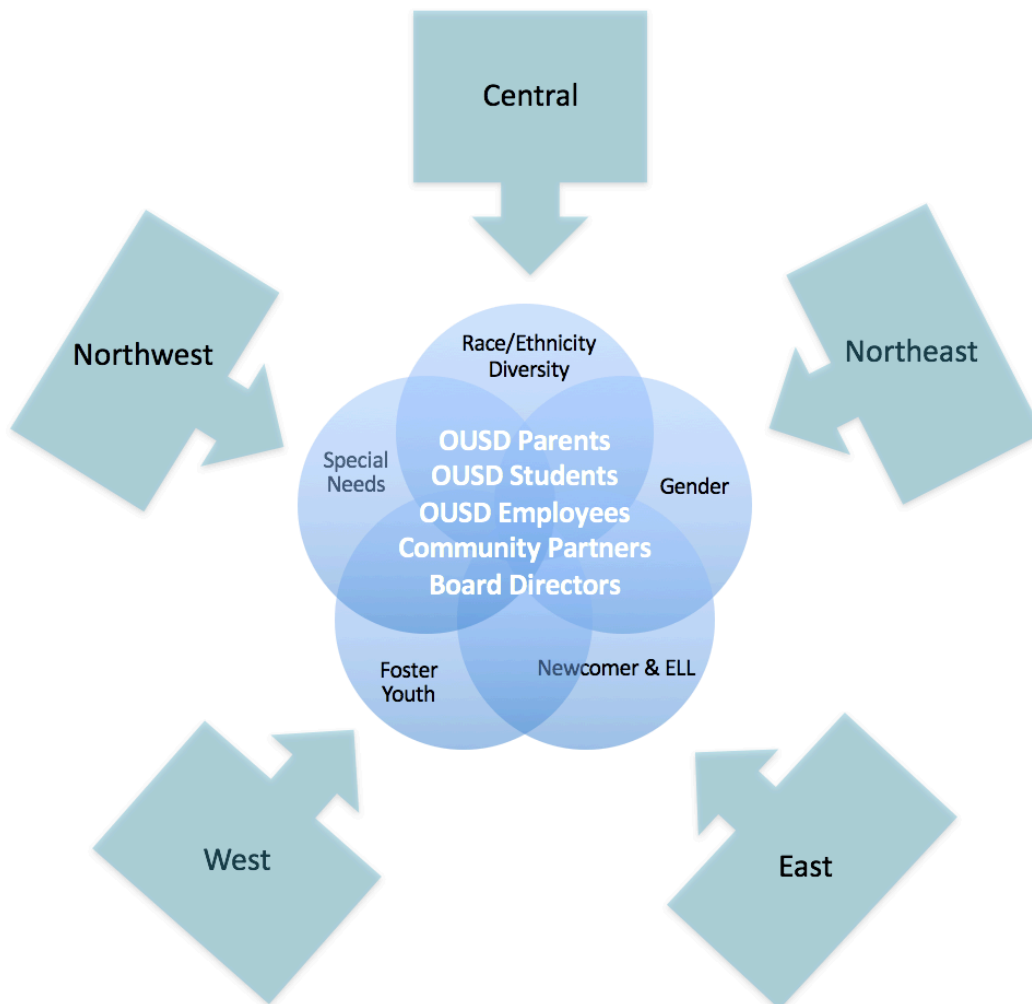 Central
Northwest
Northeast
Race/Ethnicity
Diversity
Special
Needs
Gender
OUSD Parents
OUSD Students
OUSD Employees
Community Partners
Board Directors
Foster
Youth
Newcomer & ELL
West
East